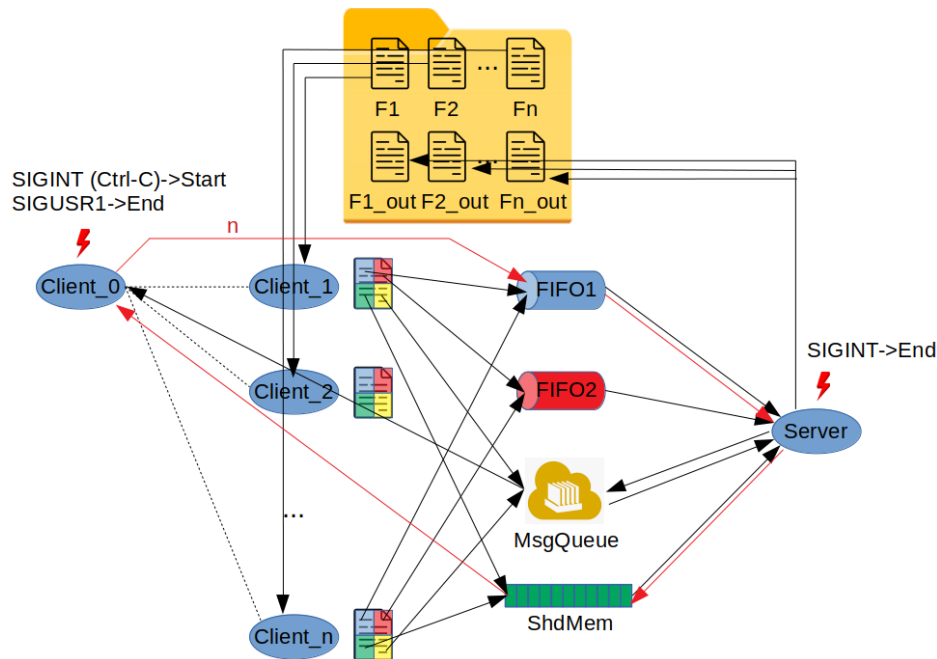 F1 F2 ... Fn
...
F1_out F2_out Fn_out
SIGINT (Ctrl-C)->Start
SIGUSR1->End
n
Client_0
Client_1
FIFO1
SIGINT->End
Client_2
FIFO2
Server
MsgQueue
...
ShdMem
Client_n